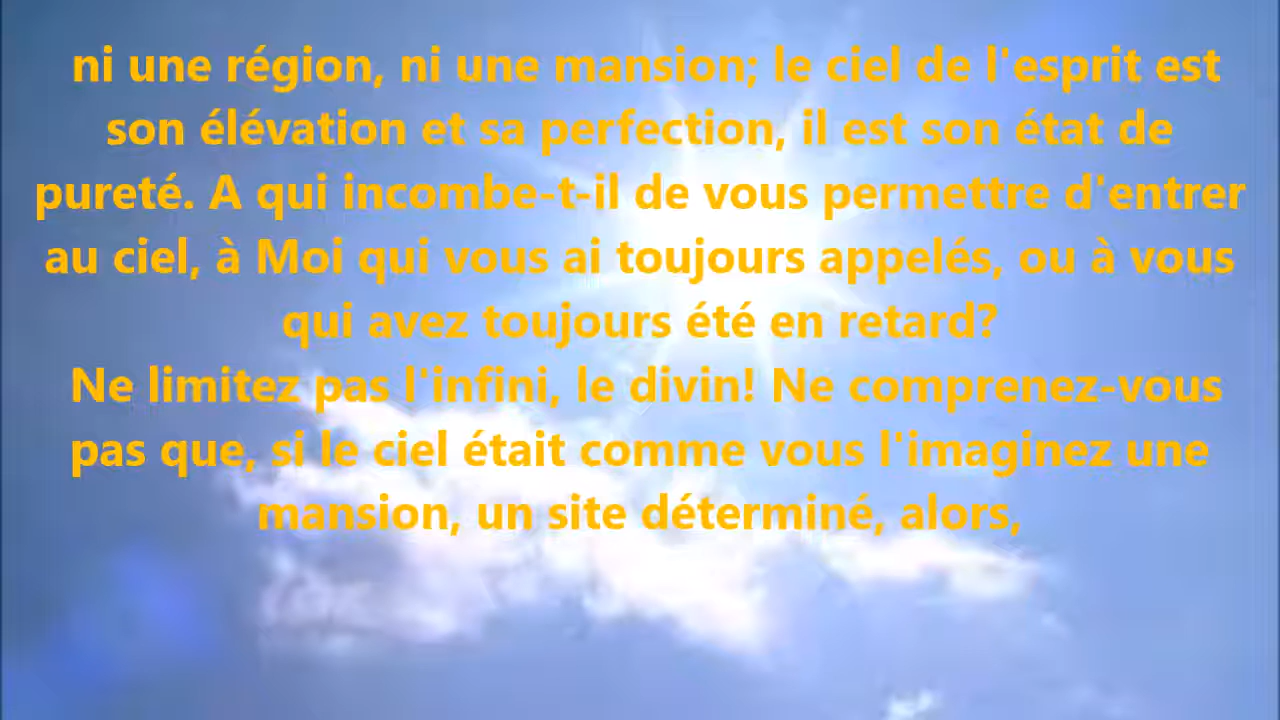 ni une région, ni une mansion; le ciel de l'esprit est
son élévation et sa perfection, il est son état de
pureté. A qui incombe-t-il de vous permettre d'entrer
au ciel, à Moi qui vous ai toujours appelés, ou à vous
qui avez toujours été en retard?
Ne limitez pas l'infini, le divin! Ne comprenez-vous
pas que, si le ciel était comme vous l'imaginez une
mansion, un site déterminé, alors,